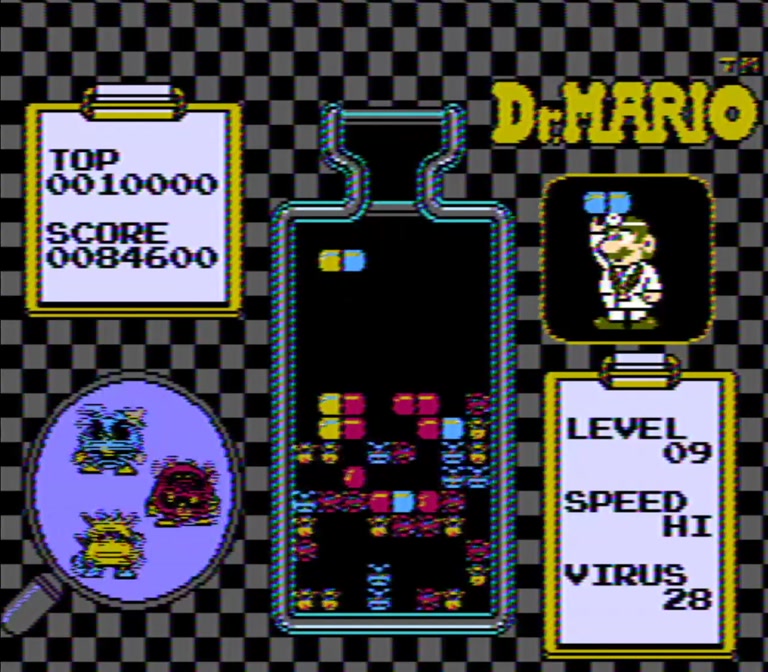 TM
Dr. MARIO
TOP
0010000
SCORE
0084600
LEVEL
09
SPEED
HI
VIRUS
28